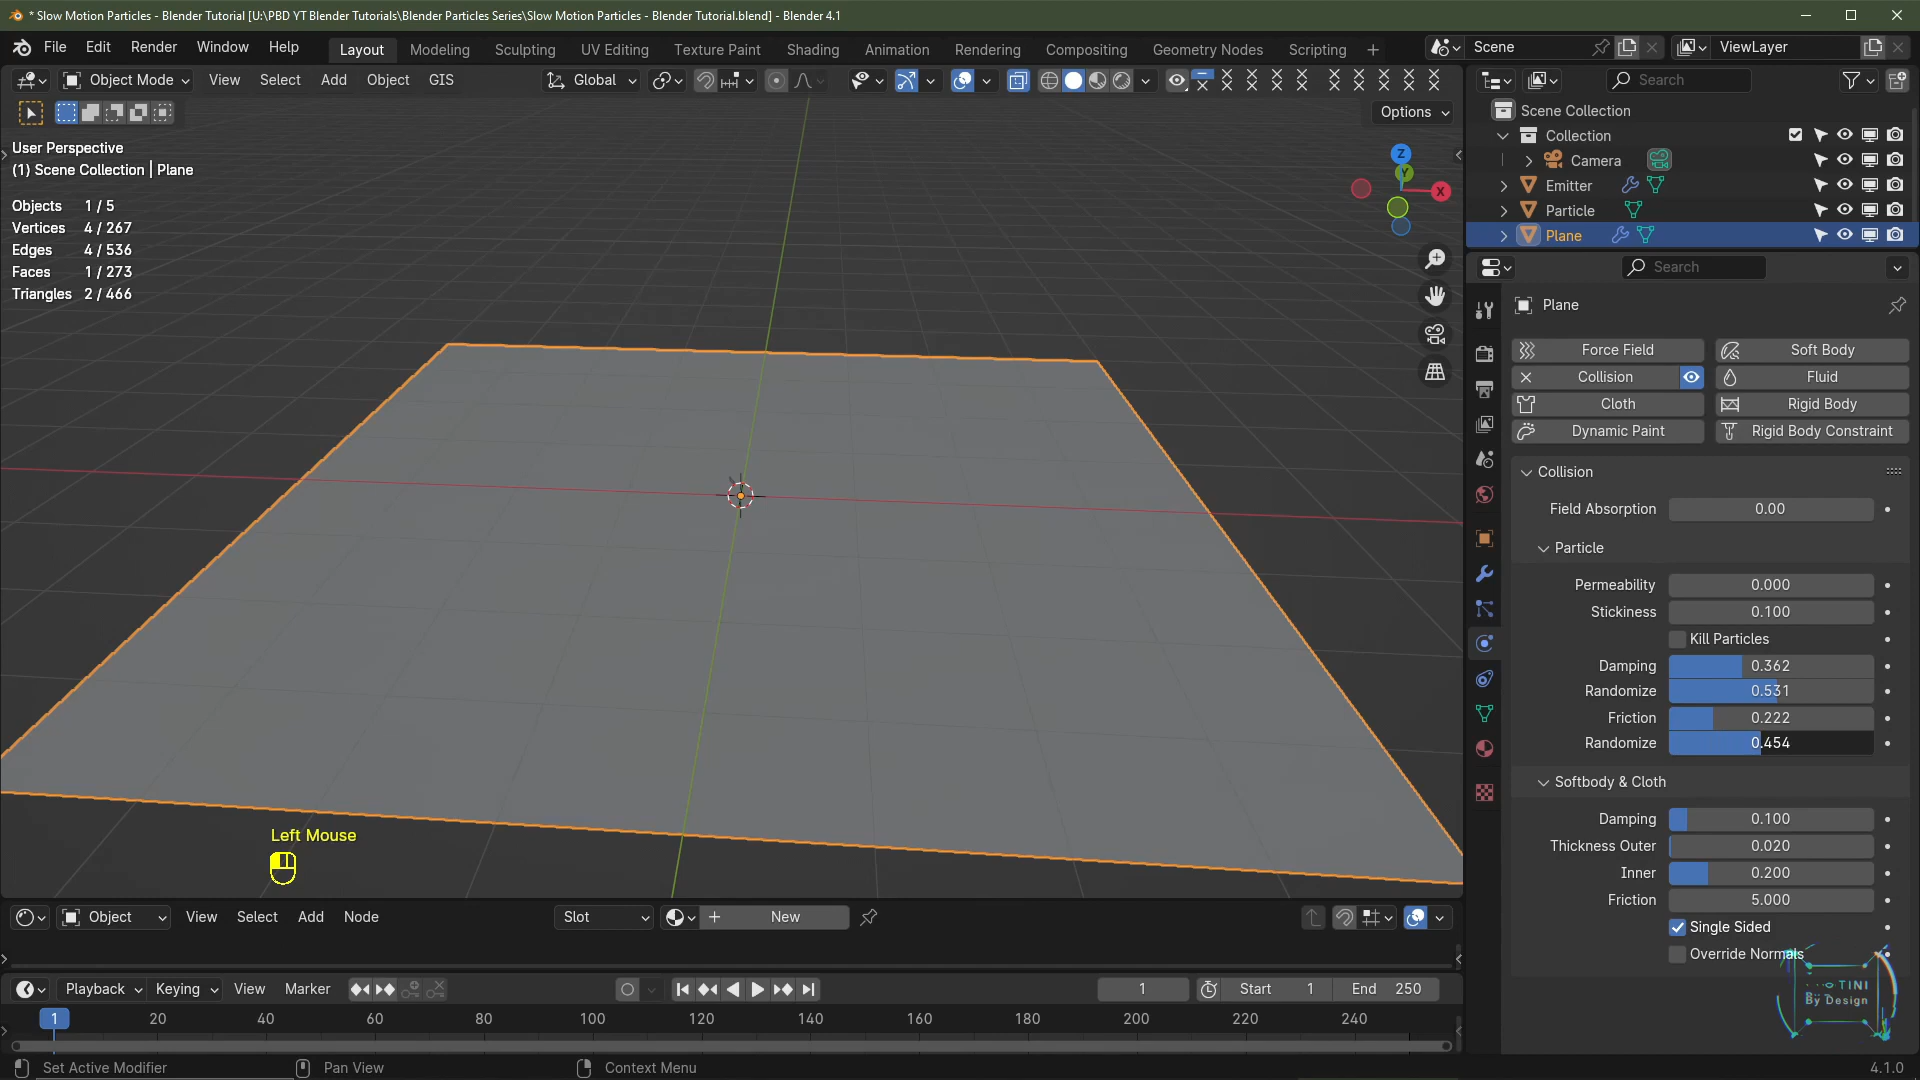 * Slow Motion Particles - Blender Tutorial [U:\PBD YT Blender Tutorials\Blender Particles Series\Slow Motion Particles - Blender Tutorial.blend] - Blender 4.1
File Edit Render Window Help Layout Modeling Sculpting UV Editing Texture Paint Shading Animation Rendering Compositing Geometry Nodes Scripting + Scene ViewLayer
Object Mode View Select Add Object GIS Global Search
Options
Scene Collection
Collection
Camera
Emitter
Particle
Plane
User Perspective
(1) Scene Collection | Plane
Objects 1 / 5
Vertices 4 / 267
Edges 4 / 536
Faces 1 / 273
Triangles 2 / 466
Z
Y
X
Search
Plane
Force Field Soft Body
Collision Fluid
Cloth Rigid Body
Dynamic Paint Rigid Body Constraint
Collision
Field Absorption 0.00
Particle
Permeability 0.000
Stickiness 0.100
Kill Particles
Damping 0.362
Randomize 0.531
Friction 0.222
Randomize 0.454
Softbody & Cloth
Damping 0.100
Thickness Outer 0.020
Inner 0.200
Friction 5.000
Single Sided
Override Normals
Left Mouse
Object View Select Add Node Slot New
Playback Keying View Marker 1 Start 1 End 250
1 20 40 60 80 100 120 140 160 180 200 220 240
TINI
By Design
Set Active Modifier Pan View Context Menu 4.1.0